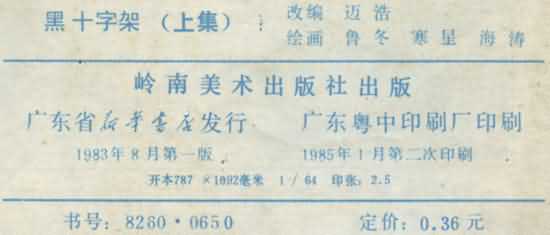 黑十字架（上集）：
改编 迈浩
绘画 鲁冬 寒星 海涛
岭南美术出版社出版
广东省新华书店发行 广东粤中印刷厂印刷
1983年8月第一版 1985年1月第二次印刷
开本787×1092毫米 1/64 印张：2.5
书号：8260·0650 定价：0.36元